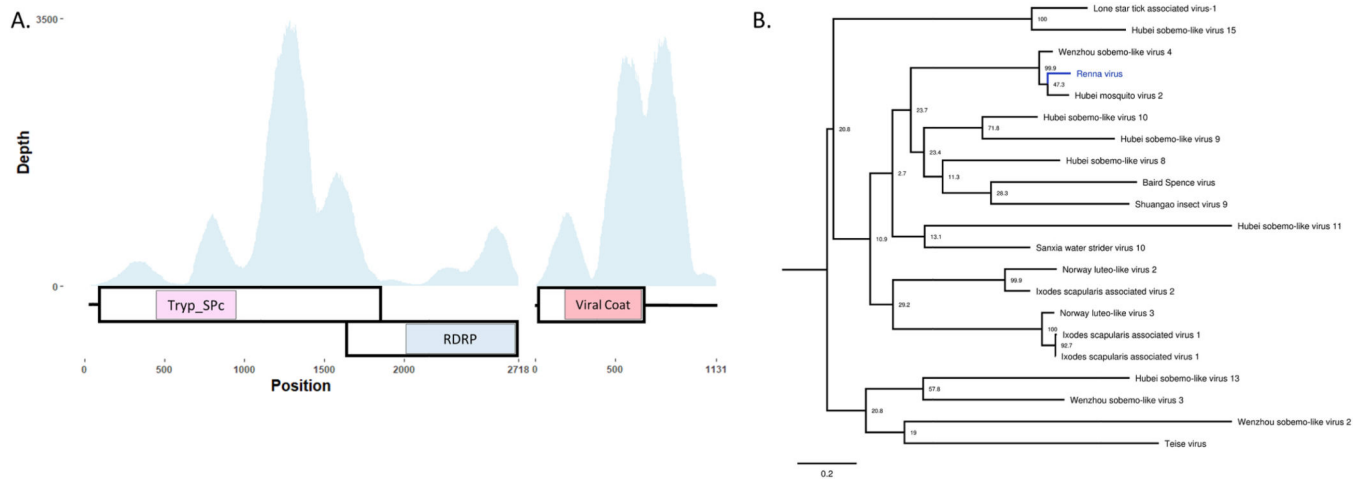 A.
3500
Depth
0
Tryp_SPc
RDRP
Viral Coat
0
500
1000
1500
2000
2718
0
500
1131
Position
B.
Lone star tick associated virus-1
100
Hubei sobemo-like virus 15
Wenzhou sobemo-like virus 4
99.9
Renna virus
47.3
Hubei mosquito virus 2
23.7
Hubei sobemo-like virus 10
71.8
Hubei sobemo-like virus 9
20.8
23.4
Hubei sobemo-like virus 8
11.3
2.7
Baird Spence virus
28.3
Shuangao insect virus 9
Hubei sobemo-like virus 11
13.1
10.9
Sanxia water strider virus 10
Norway luteo-like virus 2
99.9
Ixodes scapularis associated virus 2
29.2
Norway luteo-like virus 3
100
Ixodes scapularis associated virus 1
92.7
Ixodes scapularis associated virus 1
Hubei sobemo-like virus 13
57.8
Wenzhou sobemo-like virus 3
20.8
Wenzhou sobemo-like virus 2
19
Teise virus
0.2